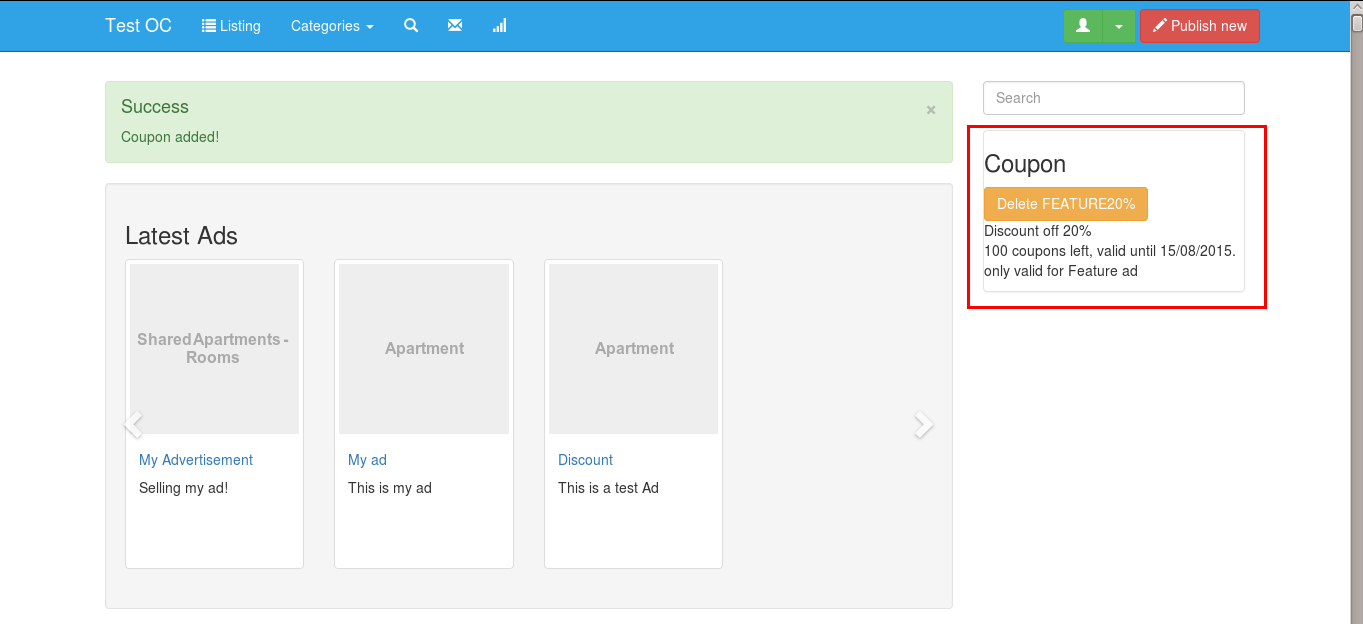 Test OC
Listing
Categories
Publish new
Success
×
Coupon added!
Search
Coupon
Delete FEATURE20%
Discount off 20%
100 coupons left, valid until 15/08/2015.
only valid for Feature ad
Latest Ads
Shared Apartments -
Rooms
Apartment
Apartment
My Advertisement
My ad
Discount
Selling my ad!
This is my ad
This is a test Ad